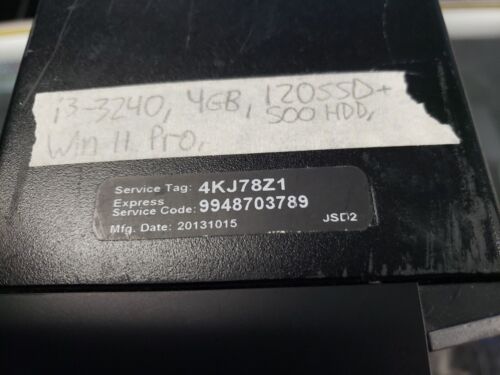 i3-3240, 4GB, 120SSD+
500 HDD,
Win 11 Pro,
Service Tag: 4KJ78Z1
Express
Service Code: 9948703789
Mfg. Date: 20131015 JSD2